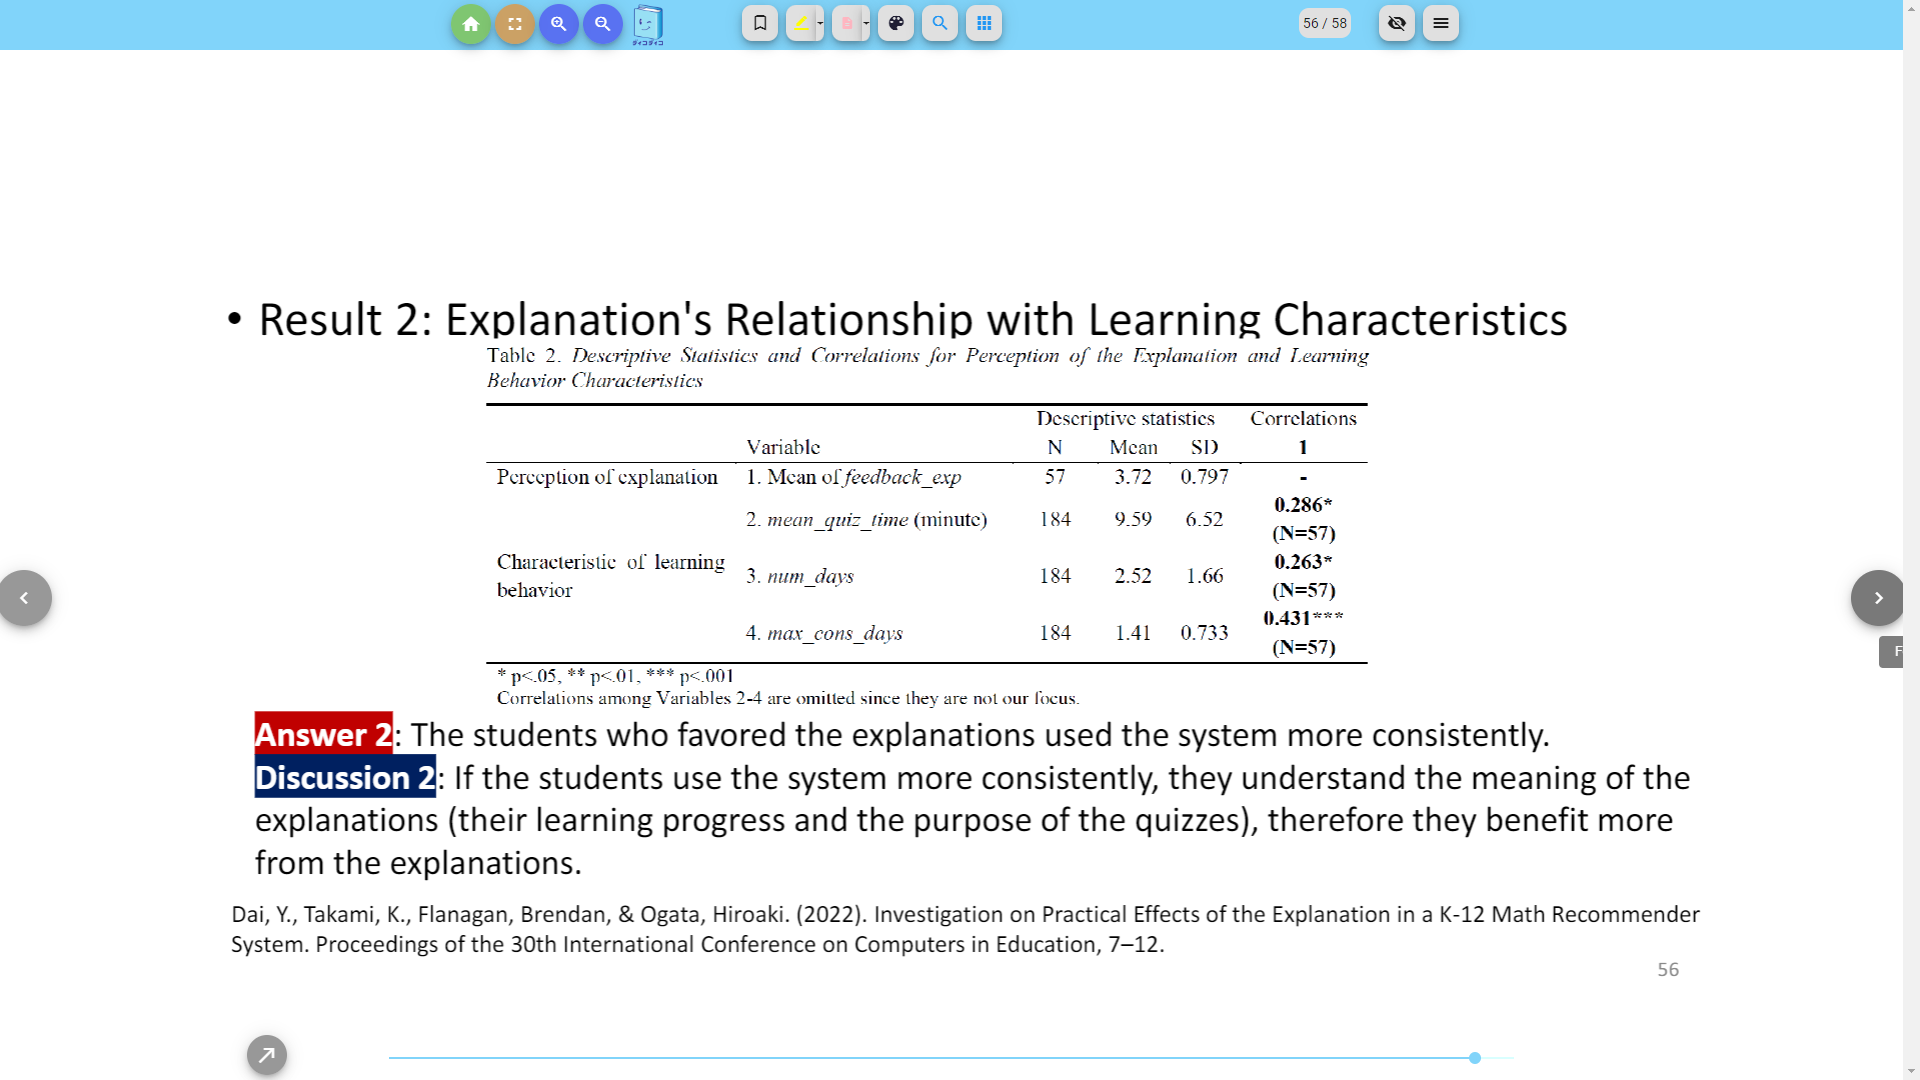 56 / 58
• Result 2: Explanation's Relationship with Learning Characteristics
Table 2. Descriptive Statistics and Correlations for Perception of the Explanation and Learning
Behavior Characteristics
Descriptive statistics Correlations
Variable N Mean SD 1
Perception of explanation 1. Mean of feedback_exp 57 3.72 0.797 -
2. mean_quiz_time (minute) 184 9.59 6.52 0.286*
(N=57)
Characteristic of learning
behavior
3. num_days 184 2.52 1.66 0.263*
(N=57)
4. max_cons_days 184 1.41 0.733 0.431***
(N=57)
* p<.05, ** p<.01, *** p<.001
Correlations among Variables 2-4 are omitted since they are not our focus.
Answer 2: The students who favored the explanations used the system more consistently.
Discussion 2: If the students use the system more consistently, they understand the meaning of the
explanations (their learning progress and the purpose of the quizzes), therefore they benefit more
from the explanations.
Dai, Y., Takami, K., Flanagan, Brendan, & Ogata, Hiroaki. (2022). Investigation on Practical Effects of the Explanation in a K-12 Math Recommender
System. Proceedings of the 30th International Conference on Computers in Education, 7–12.
56